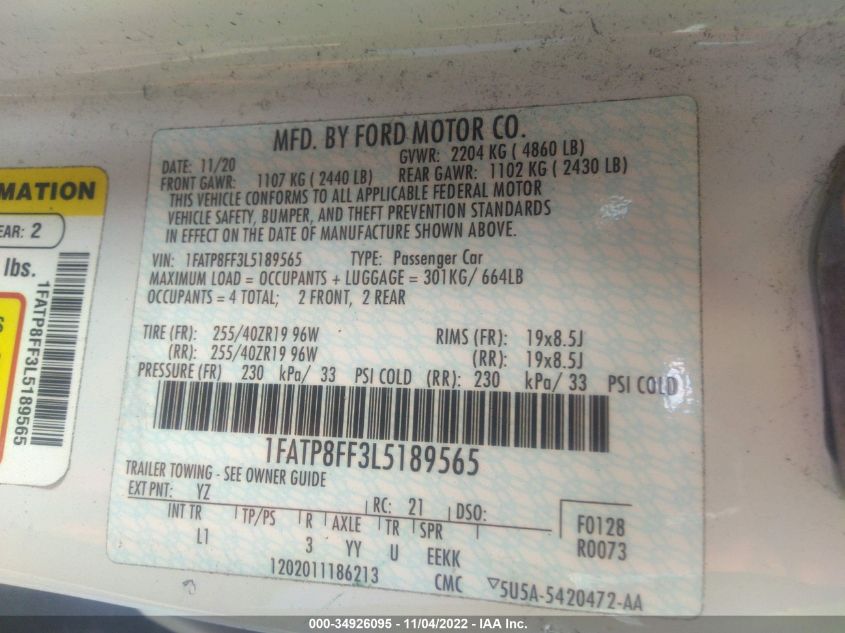 MFD. BY FORD MOTOR CO.
DATE: 11/20 GVWR: 2204 KG ( 4860 LB)
FRONT GAWR: 1107 KG ( 2440 LB) REAR GAWR: 1102 KG ( 2430 LB)
THIS VEHICLE CONFORMS TO ALL APPLICABLE FEDERAL MOTOR
VEHICLE SAFETY, BUMPER, AND THEFT PREVENTION STANDARDS
IN EFFECT ON THE DATE OF MANUFACTURE SHOWN ABOVE.
VIN: 1FATP8FF3L5189565 TYPE: Passenger Car
MAXIMUM LOAD = OCCUPANTS + LUGGAGE = 301KG/ 664LB
OCCUPANTS = 4 TOTAL; 2 FRONT, 2 REAR
TIRE (FR): 255/40ZR19 96W RIMS (FR): 19x8.5J
(RR): 255/40ZR19 96W (RR): 19x8.5J
PRESSURE (FR) 230 kPa/ 33 PSI COLD (RR): 230 kPa/ 33 PSI COLD
1FATP8FF3L5189565
TRAILER TOWING - SEE OWNER GUIDE
EXT PNT: YZ RC: 21 DSO:
INT TR TP/PS R AXLE TR SPR F0128
L1 3 YY U EEKK R0073
1202011186213 CMC ▽5U5A-5420472-AA
MATION
EAR: 2
lbs.
1FATP8FF3L5189565
000-34926095 - 11/04/2022 - IAA Inc.